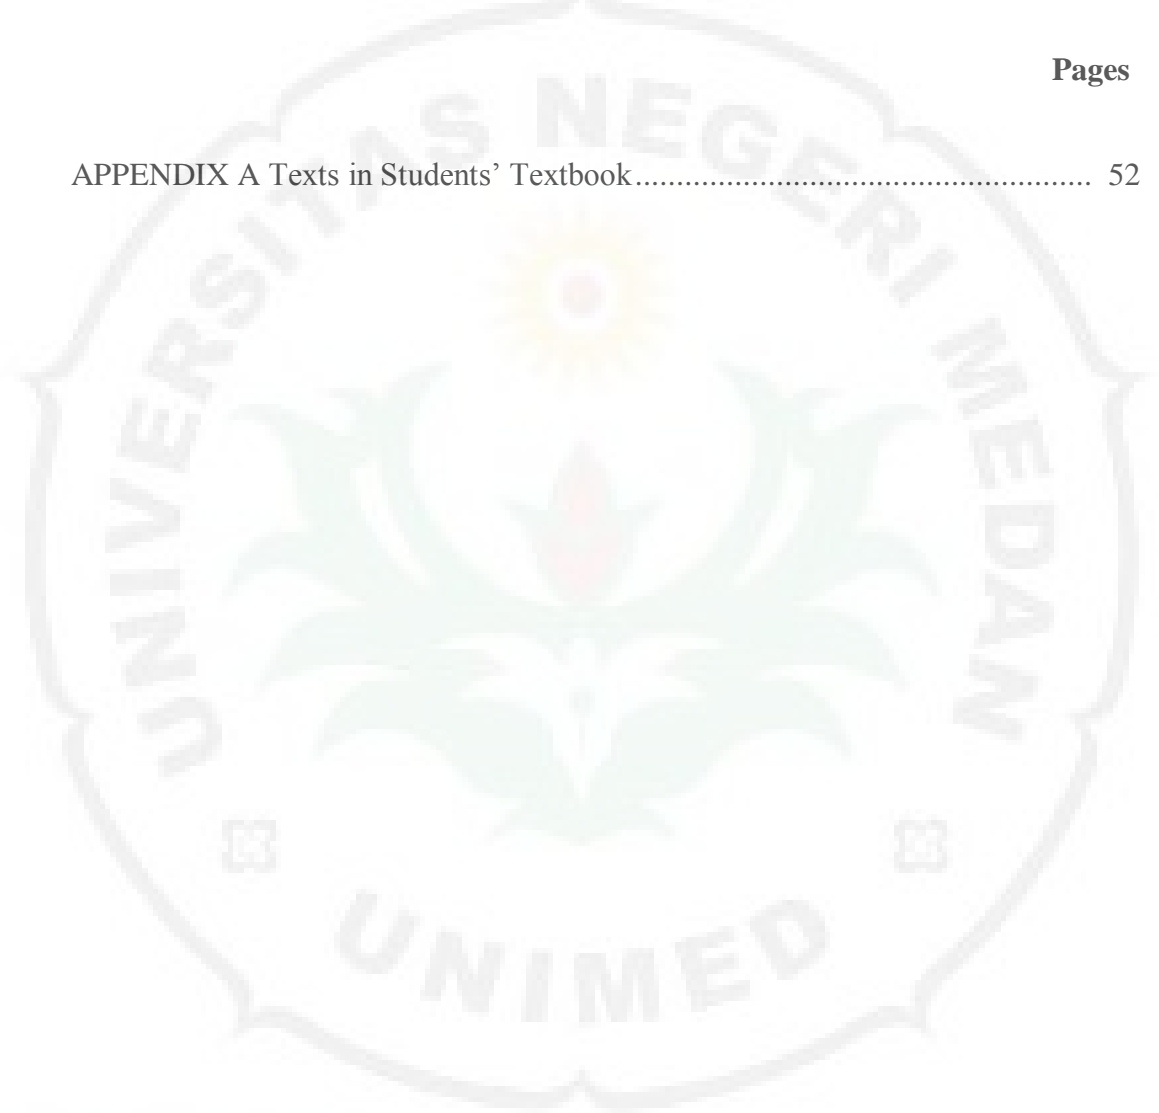 Pages
APPENDIX A Texts in Students’ Textbook........................................................ 52
UNIVERSITAS NEGERI MEDAN
UNIMED